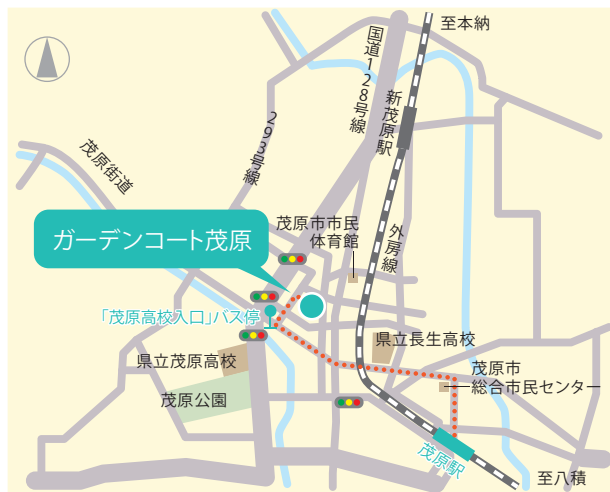 至本納
国道128号線
新茂原駅
293号線
茂原街道
茂原市市民
体育館
外房線
ガーデンコート茂原
「茂原高校入口」バス停
県立長生高校
県立茂原高校
茂原市
総合市民センター
茂原公園
茂原駅
至八積